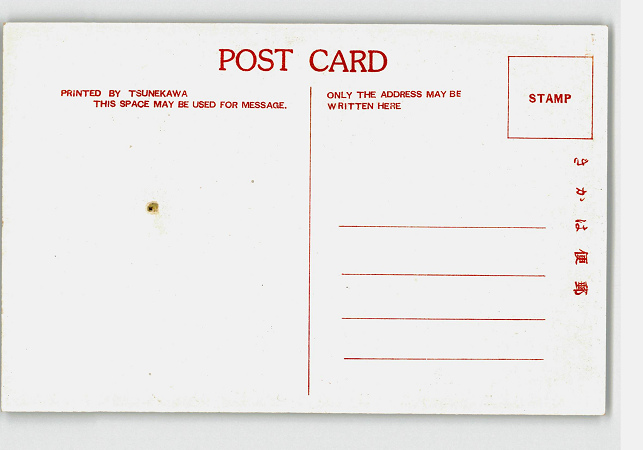 POST CARD
PRINTED BY TSUNEKAWA
THIS SPACE MAY BE USED FOR MESSAGE.
ONLY THE ADDRESS MAY BE
WRITTEN HERE
STAMP
きかは便郵